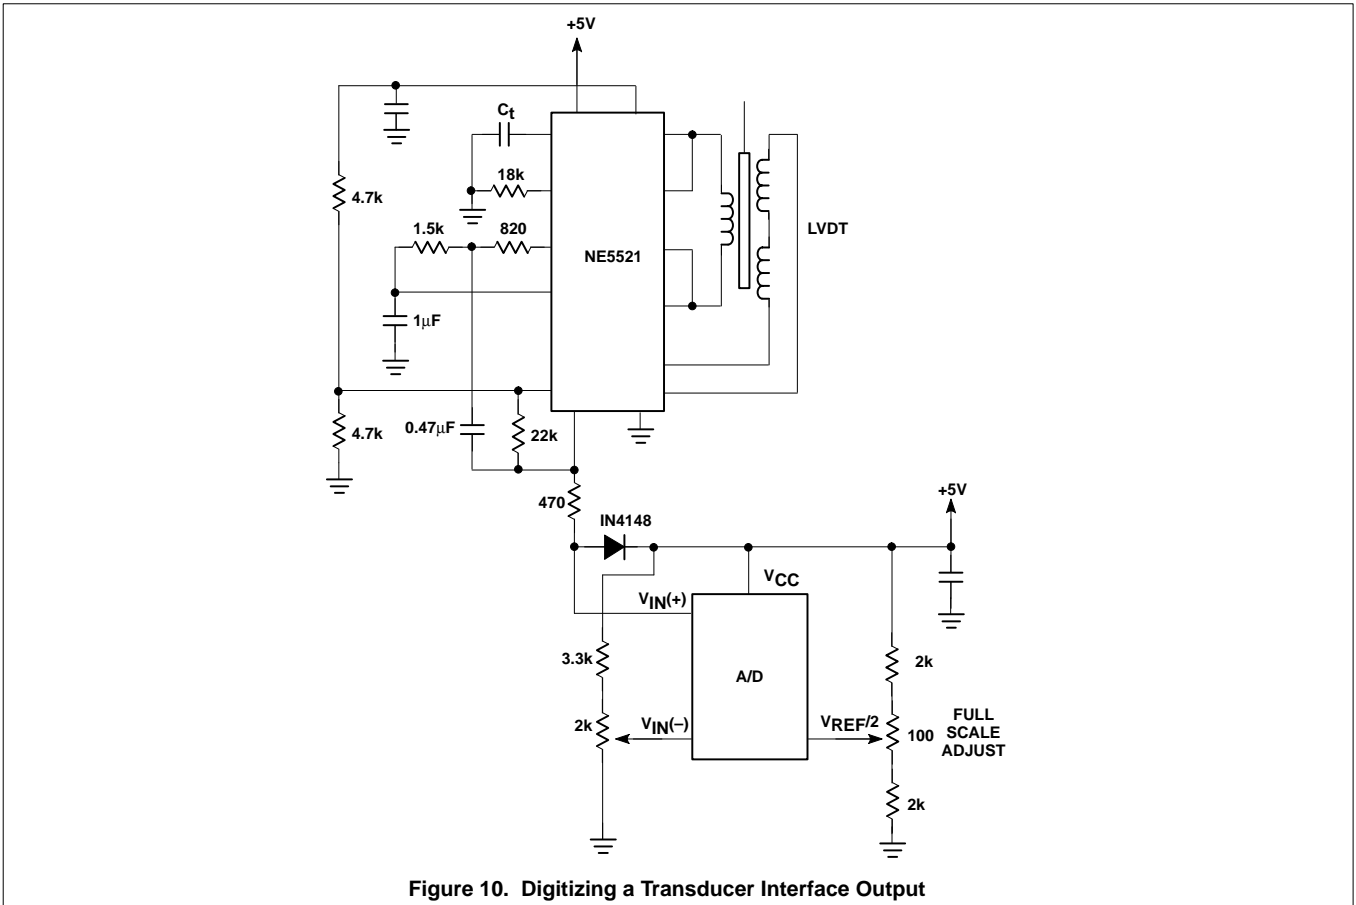 +5V
Ct
18k
4.7k
1.5k
820
NE5521
LVDT
1μF
4.7k
0.47μF
22k
470
IN4148
+5V
VCC
VIN(+)
3.3k
2k
A/D
2k
VIN(–)
VREF/2
100
FULL
SCALE
ADJUST
2k
Figure 10. Digitizing a Transducer Interface Output